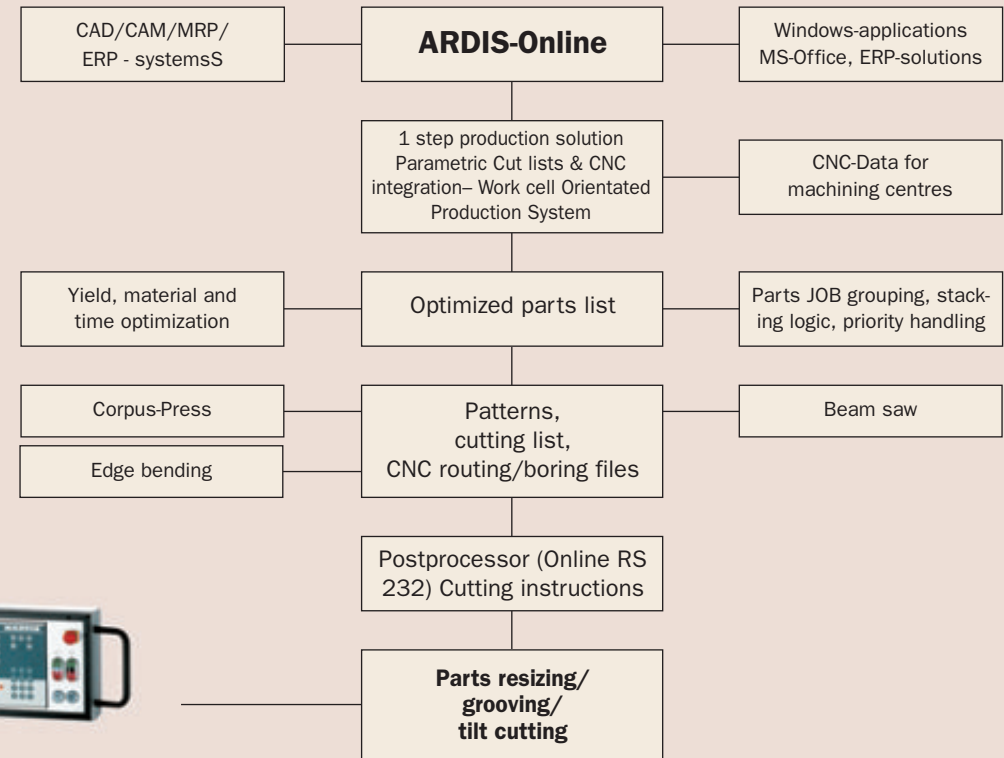 CAD/CAM/MRP/
ERP - systemsS
ARDIS-Online
Windows-applications
MS-Office, ERP-solutions
1 step production solution
Parametric Cut lists & CNC
integration– Work cell Orientated
Production System
CNC-Data for
machining centres
Yield, material and
time optimization
Optimized parts list
Parts JOB grouping, stack-
ing logic, priority handling
Corpus-Press
Patterns,
cutting list,
CNC routing/boring files
Beam saw
Edge bending
Postprocessor (Online RS
232) Cutting instructions
Parts resizing/
grooving/
tilt cutting